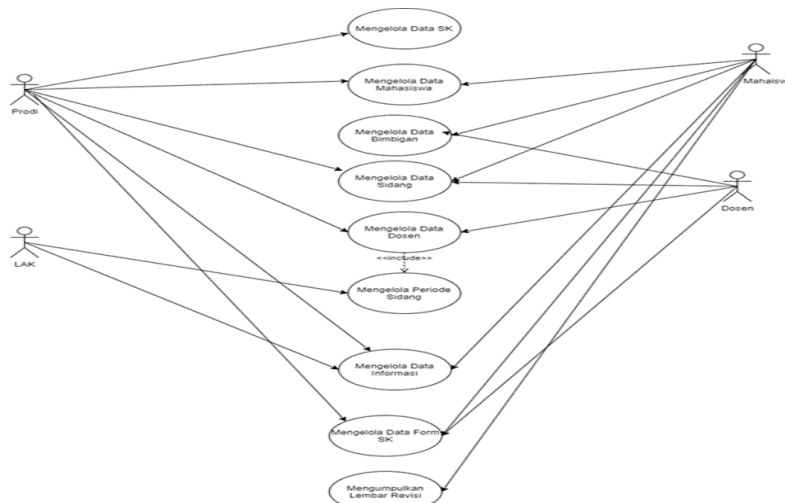 Mengelola Data SK
Mengelola Data
Mahasiswa
Prodi
Mahaisw
Mengelola Data
Bimbigan
Mengelola Data
Sidang
Dosen
Mengelola Data
Dosen
<<include>>
LAK
Mengelola Periode
Sidang
Mengelola Data
Informasi
Mengelola Data Form
SK
Mengumpulkan
Lembar Revisi